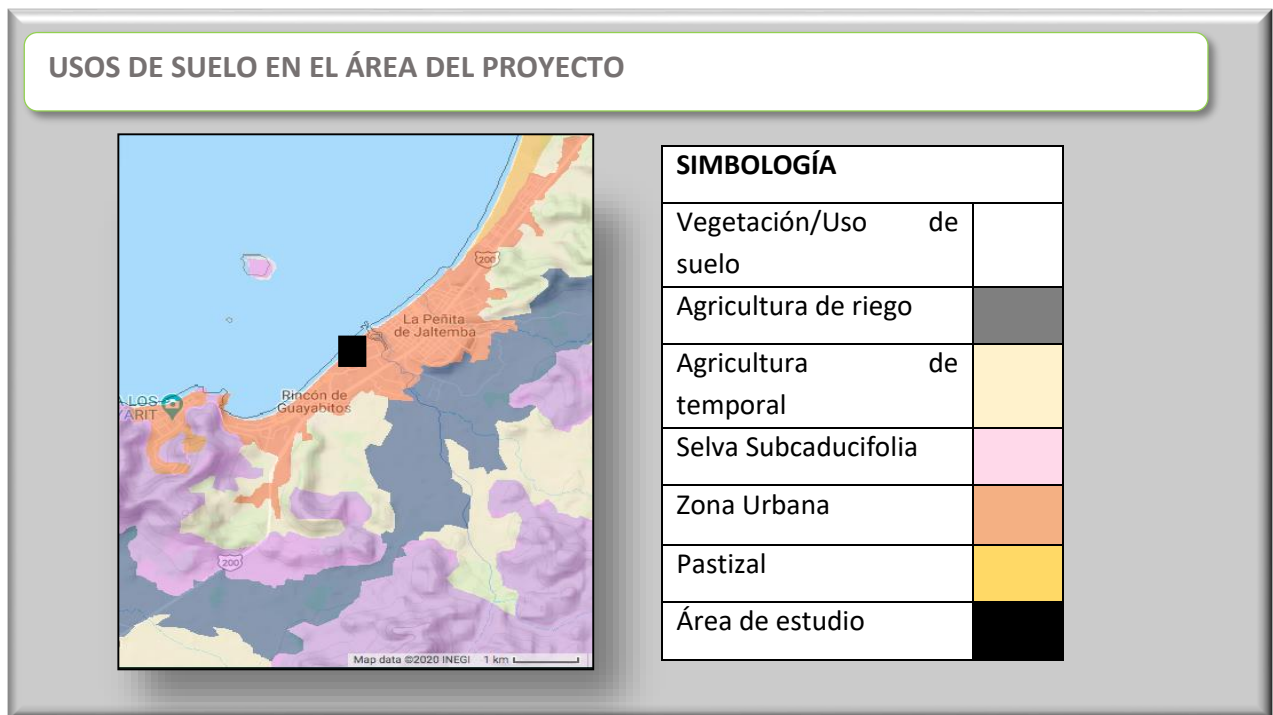 USOS DE SUELO EN EL ÁREA DEL PROYECTO
200
La Peñita
de Jaltemba
Rincón de
Guayabitos
LOS
ARIT
200
Map data ©2020 INEGI 1 km
SIMBOLOGÍA
Vegetación/Uso de
suelo
Agricultura de riego
Agricultura de
temporal
Selva Subcaducifolia
Zona Urbana
Pastizal
Área de estudio